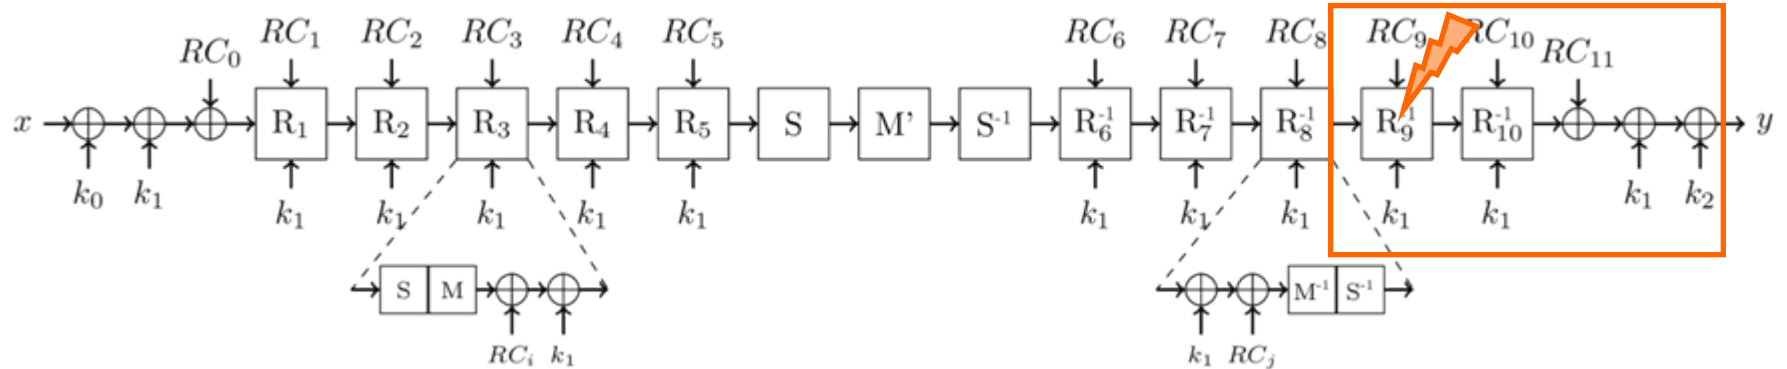 RC₁ RC₂ RC₃ RC₄ RC₅ RC₆ RC₇ RC₈ RC₉ RC₁₀
RC₀ RC₁₁
x R₁ R₂ R₃ R₄ R₅ S M' S⁻¹ R₆⁻¹ R₇⁻¹ R₈⁻¹ R₉⁻¹ R₁₀⁻¹ y
k₀ k₁ k₁ k₂
k₁ k₁ k₁ k₁ k₁ k₁ k₁ k₁ k₁ k₁
S M M⁻¹ S⁻¹
RCᵢ k₁ k₁ RCⱼ